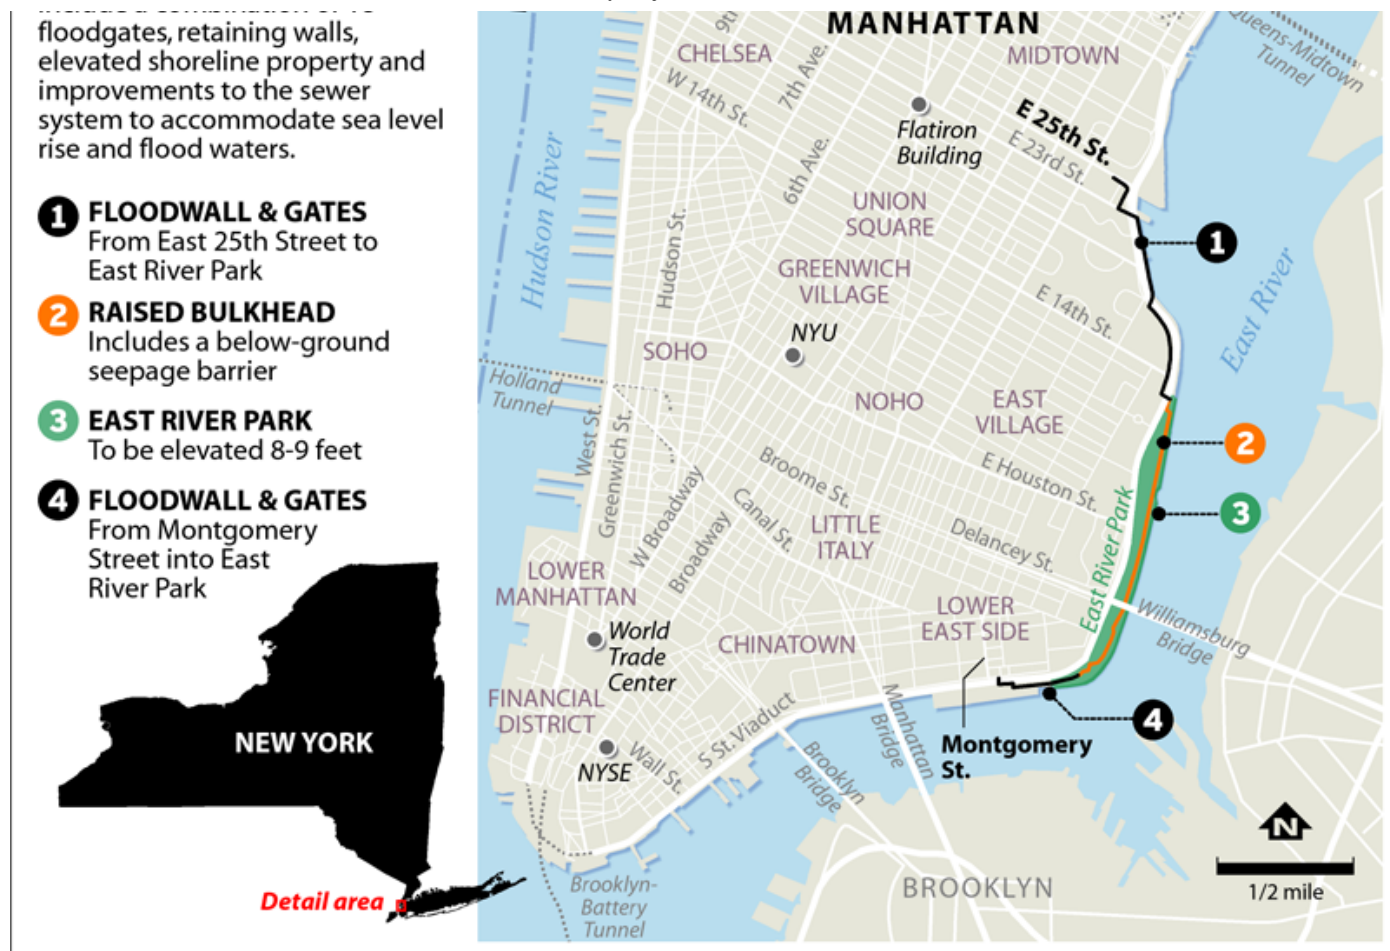 floodgates, retaining walls,
elevated shoreline property and
improvements to the sewer
system to accommodate sea level
rise and flood waters.
1 FLOODWALL & GATES
From East 25th Street to
East River Park
2 RAISED BULKHEAD
Includes a below-ground
seepage barrier
3 EAST RIVER PARK
To be elevated 8-9 feet
4 FLOODWALL & GATES
From Montgomery
Street into East
River Park
NEW YORK
Detail area
MANHATTAN
CHELSEA
9th
7th Ave.
MIDTOWN
Queens-Midtown
Tunnel
W 14th St.
Flatiron
Building
E 25th St.
E 23rd St.
6th Ave.
Hudson River
UNION
SQUARE
1
Hudson St.
GREENWICH
VILLAGE
East River
E 14th St.
NYU
SOHO
Holland
Tunnel
NOHO
EAST
VILLAGE
West St.
Greenwich St.
2
Broome St.
E Houston St.
W Broadway
Canal St.
3
Broadway
LITTLE
ITALY
Delancey St.
East River Park
LOWER
MANHATTAN
LOWER
EAST SIDE
Williamsburg
Bridge
World
Trade
Center
CHINATOWN
FINANCIAL
DISTRICT
S St. Viaduct
Manhattan
Bridge
4
Montgomery
St.
NYSE
Wall St.
Brooklyn
Bridge
N
BROOKLYN
1/2 mile
Brooklyn-
Battery
Tunnel